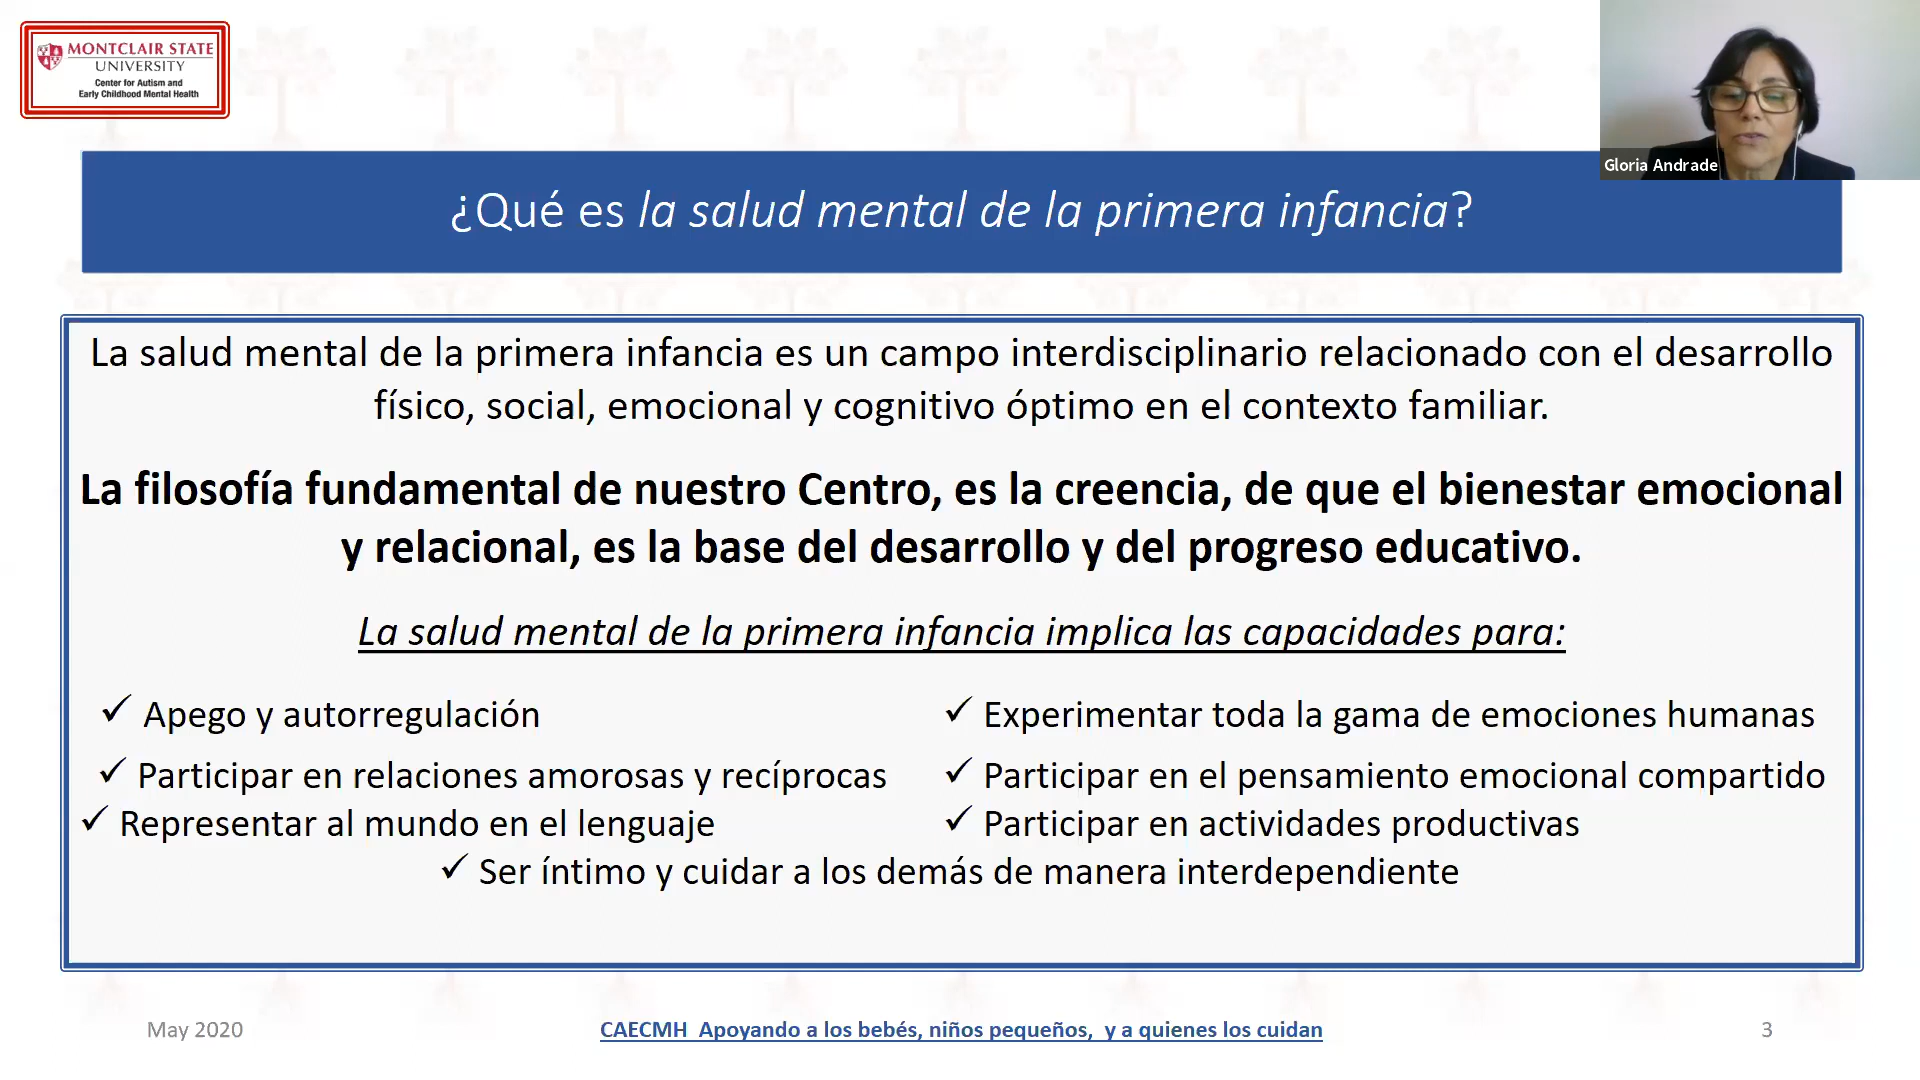 MONTCLAIR STATE
UNIVERSITY
Center for Autism and
Early Childhood Mental Health
Gloria Andrade
¿Qué es la salud mental de la primera infancia?
La salud mental de la primera infancia es un campo interdisciplinario relacionado con el desarrollo
físico, social, emocional y cognitivo óptimo en el contexto familiar.
La filosofía fundamental de nuestro Centro, es la creencia, de que el bienestar emocional
y relacional, es la base del desarrollo y del progreso educativo.
La salud mental de la primera infancia implica las capacidades para:
✓ Apego y autorregulación
✓ Experimentar toda la gama de emociones humanas
✓ Participar en relaciones amorosas y recíprocas
✓ Participar en el pensamiento emocional compartido
✓ Representar al mundo en el lenguaje
✓ Participar en actividades productivas
✓ Ser íntimo y cuidar a los demás de manera interdependiente
May 2020
CAECMH  Apoyando a los bebés, niños pequeños,  y a quienes los cuidan
3